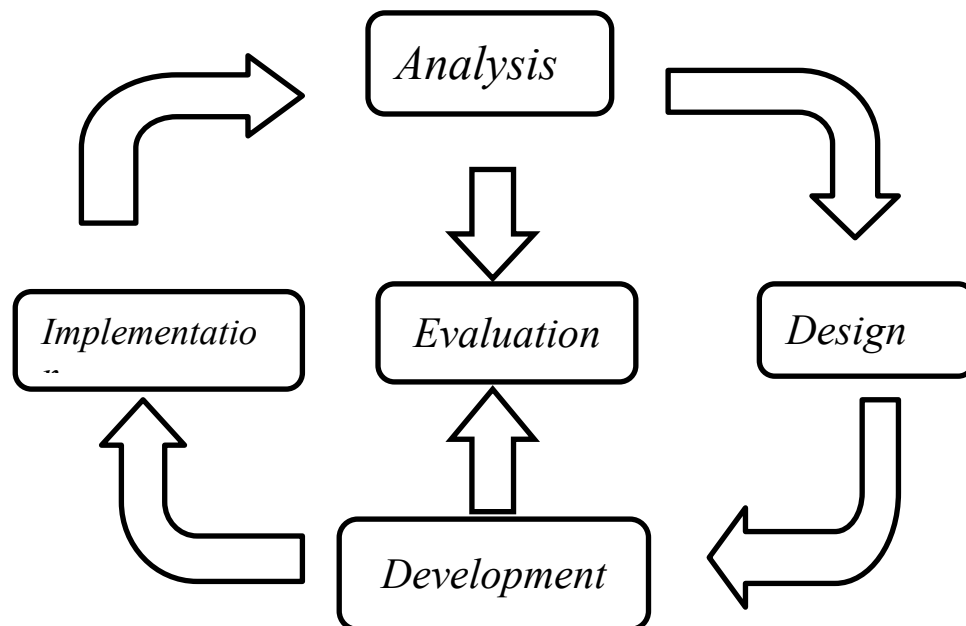 Analysis
Implementatio
Evaluation
Design
Development